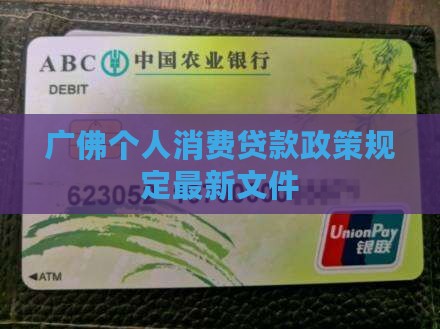 ABC 中国农业银行
DEBIT
广佛个人消费贷款政策规
定最新文件
623052
UnionPay
银联
◄ATM